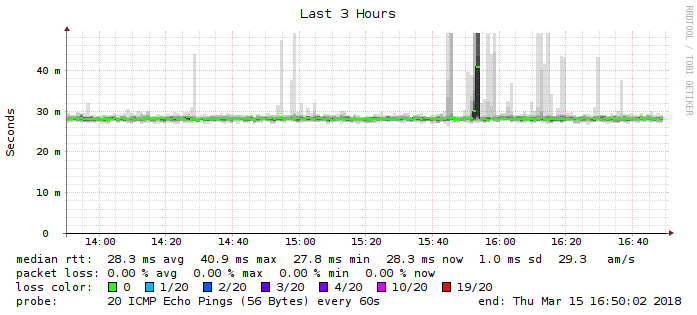 Last 3 Hours
RRDTOOL / TOBI OETIKER
Seconds
40 m
30 m
20 m
10 m
0
14:00 14:20 14:40 15:00 15:20 15:40 16:00 16:20 16:40
median rtt: 28.3 ms avg 40.9 ms max 27.8 ms min 28.3 ms now 1.0 ms sd 29.3 am/s
packet loss: 0.00 % avg 0.00 % max 0.00 % min 0.00 % now
loss color: 0 1/20 2/20 3/20 4/20 10/20 19/20
probe: 20 ICMP Echo Pings (56 Bytes) every 60s end: Thu Mar 15 16:50:02 2018